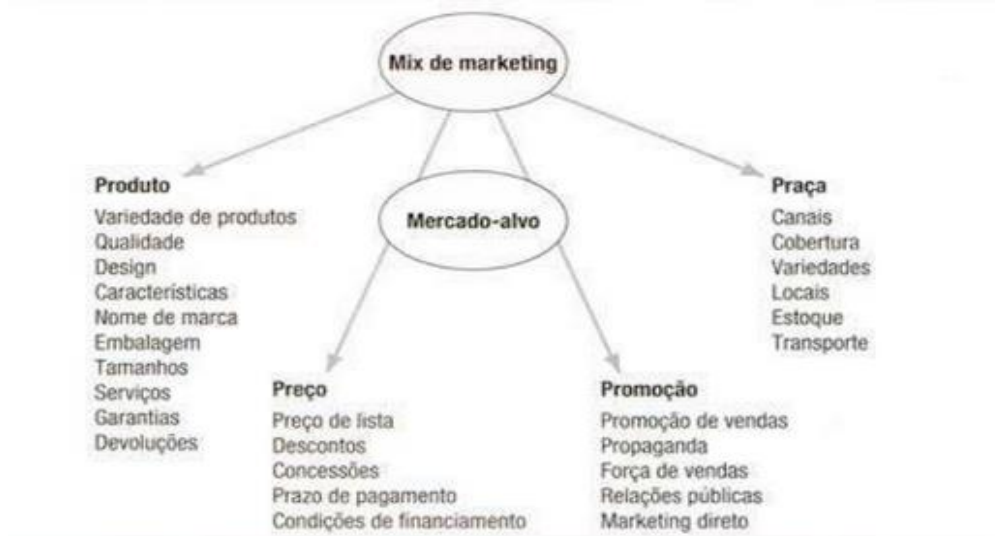 Mix de marketing
Mercado-alvo
Produto
Variedade de produtos
Qualidade
Design
Características
Nome de marca
Embalagem
Tamanhos
Serviços
Garantias
Devoluções
Preço
Preço de lista
Descontos
Concessões
Prazo de pagamento
Condições de financiamento
Promoção
Promoção de vendas
Propaganda
Força de vendas
Relações públicas
Marketing direto
Praça
Canais
Cobertura
Variedades
Locais
Estoque
Transporte